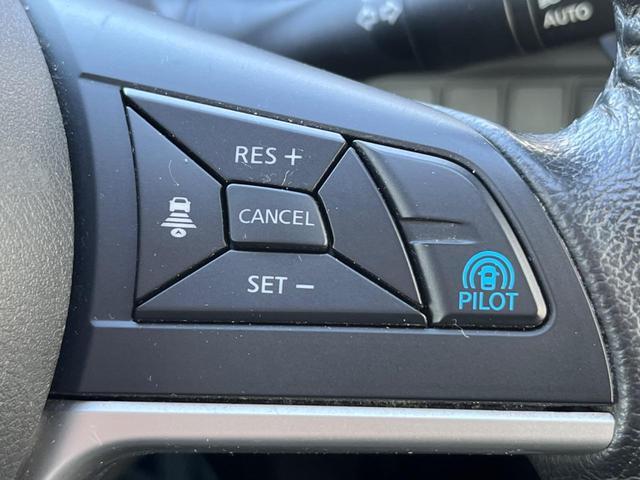 AUTO
RES +
CANCEL
SET −
PILOT